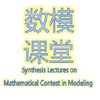 数模
课堂
Synthesis Lectures on
Mathematical Contest in Modeling